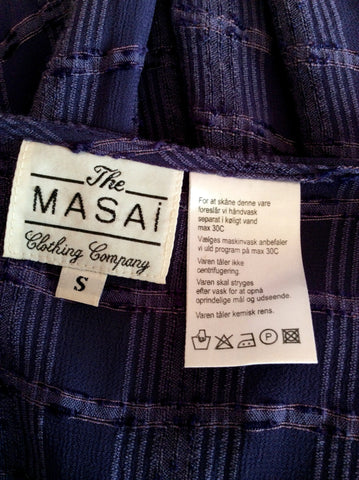 The
MASAi
Clothing Company
S
For at skåne denne vare
foreslår vi håndvask
separat i køligt vand
max 30C
Vælges maskinvask anbefaler
vi uld program på max 30C
Varen tåler ikke
centrifugering.
Varen skal stryges
efter vask for at opnå
oprindelige mål og udseende.
Varen tåler kemisk rens.
P